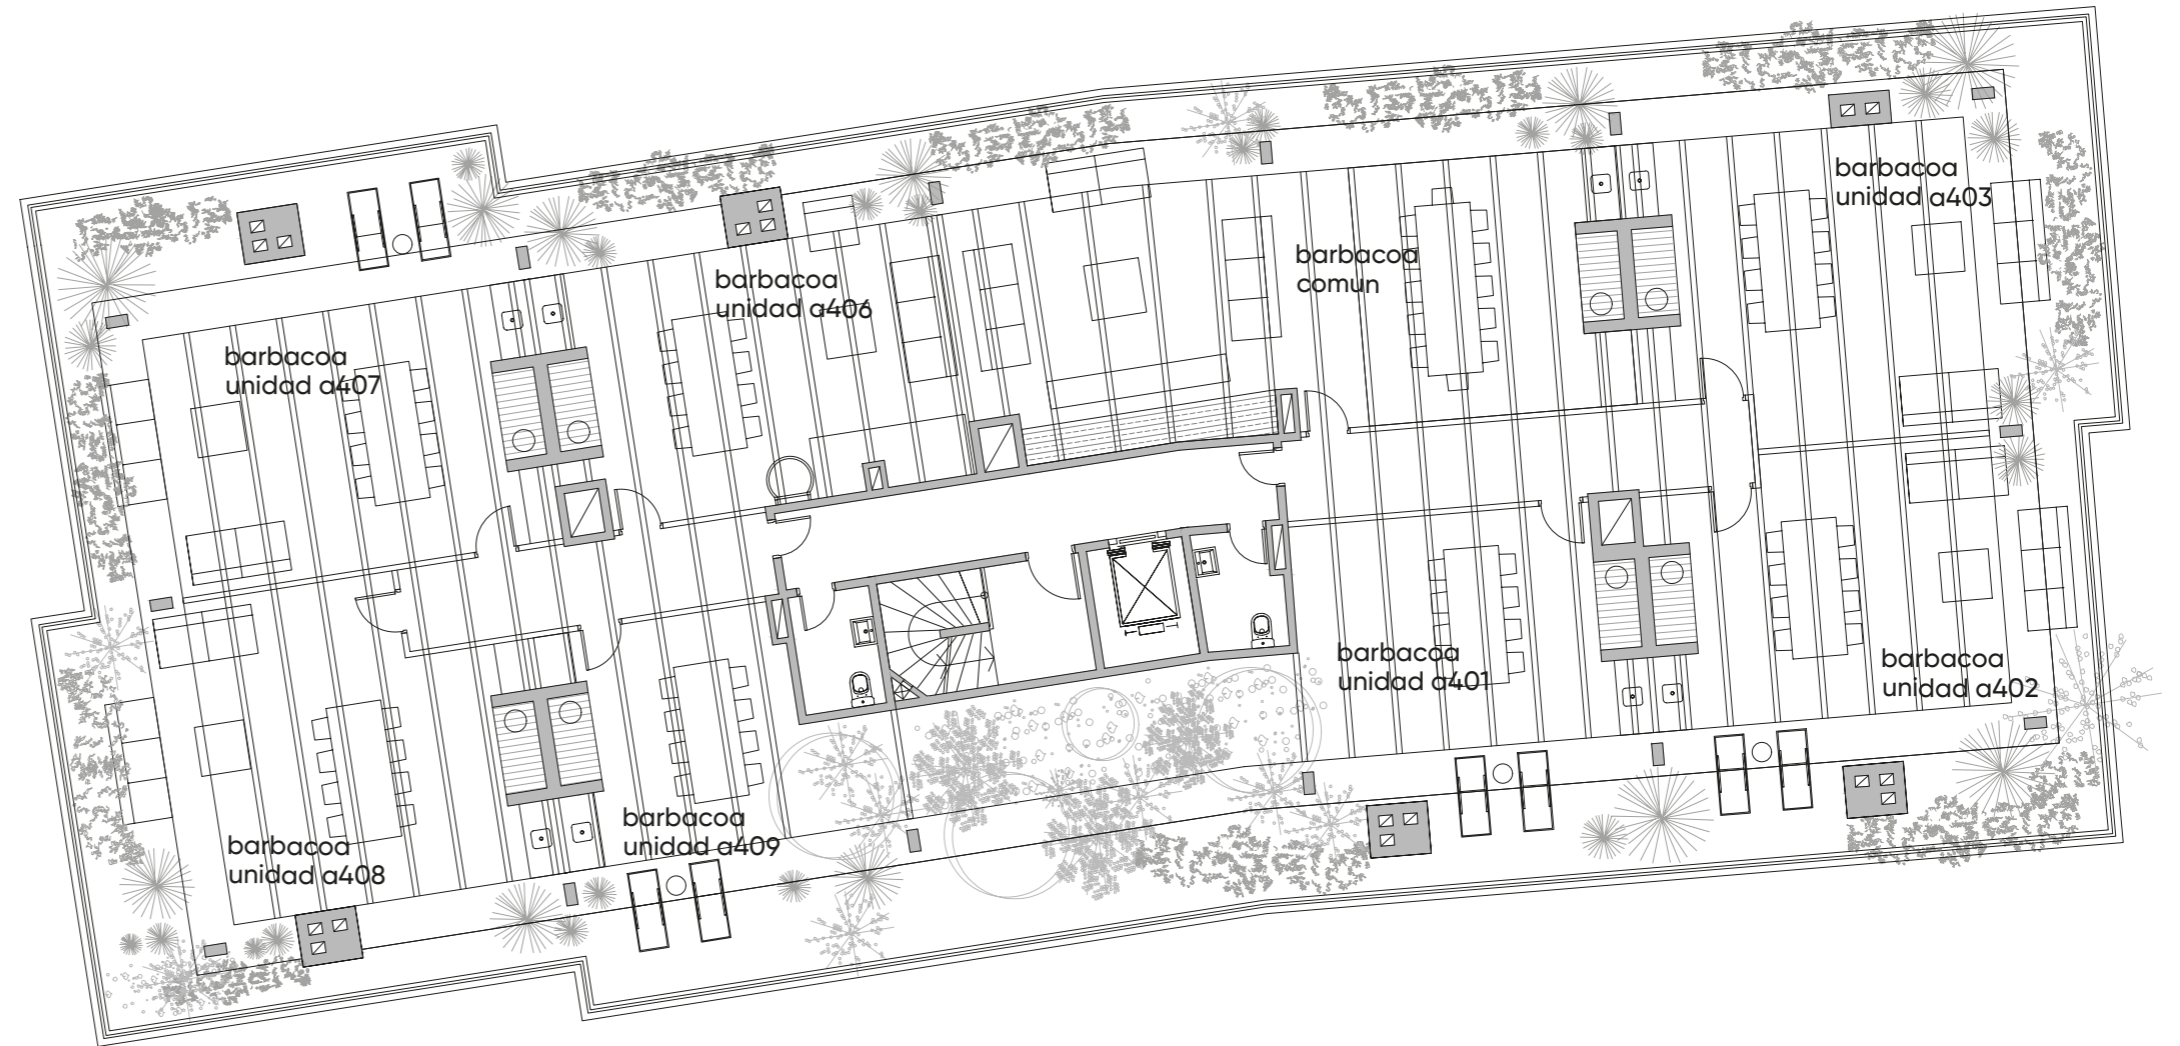 barbacoa
unidad a403
barbacoa
comun
barbacoa
unidad a406
barbacoa
unidad a407
barbacoa
unidad a401
barbacoa
unidad a402
barbacoa
unidad a409
barbacoa
unidad a408